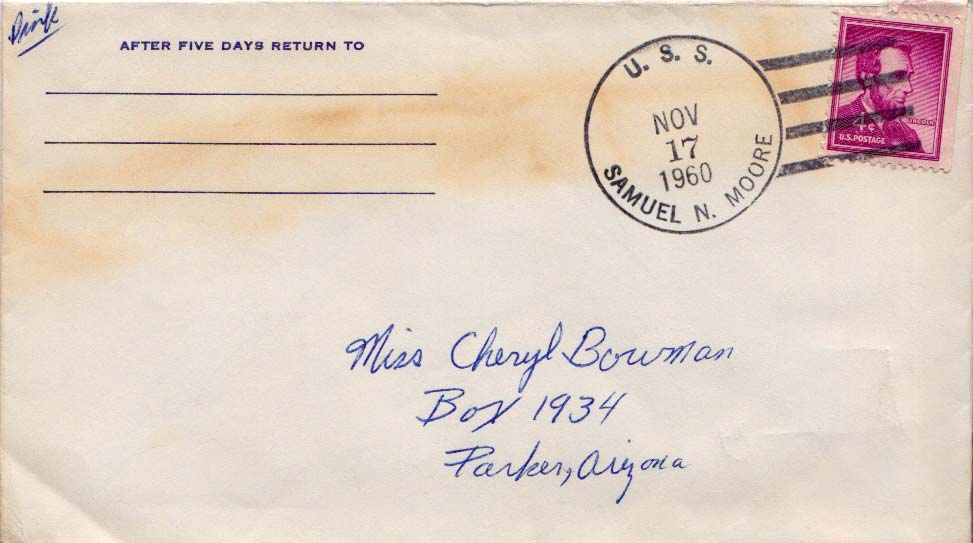 AFTER FIVE DAYS RETURN TO
U. S. S.
NOV
17
1960
SAMUEL N. MOORE
LINCOLN
4¢
U.S. POSTAGE
Miss Cheryl Bowman
Box 1934
Parker, Arizona